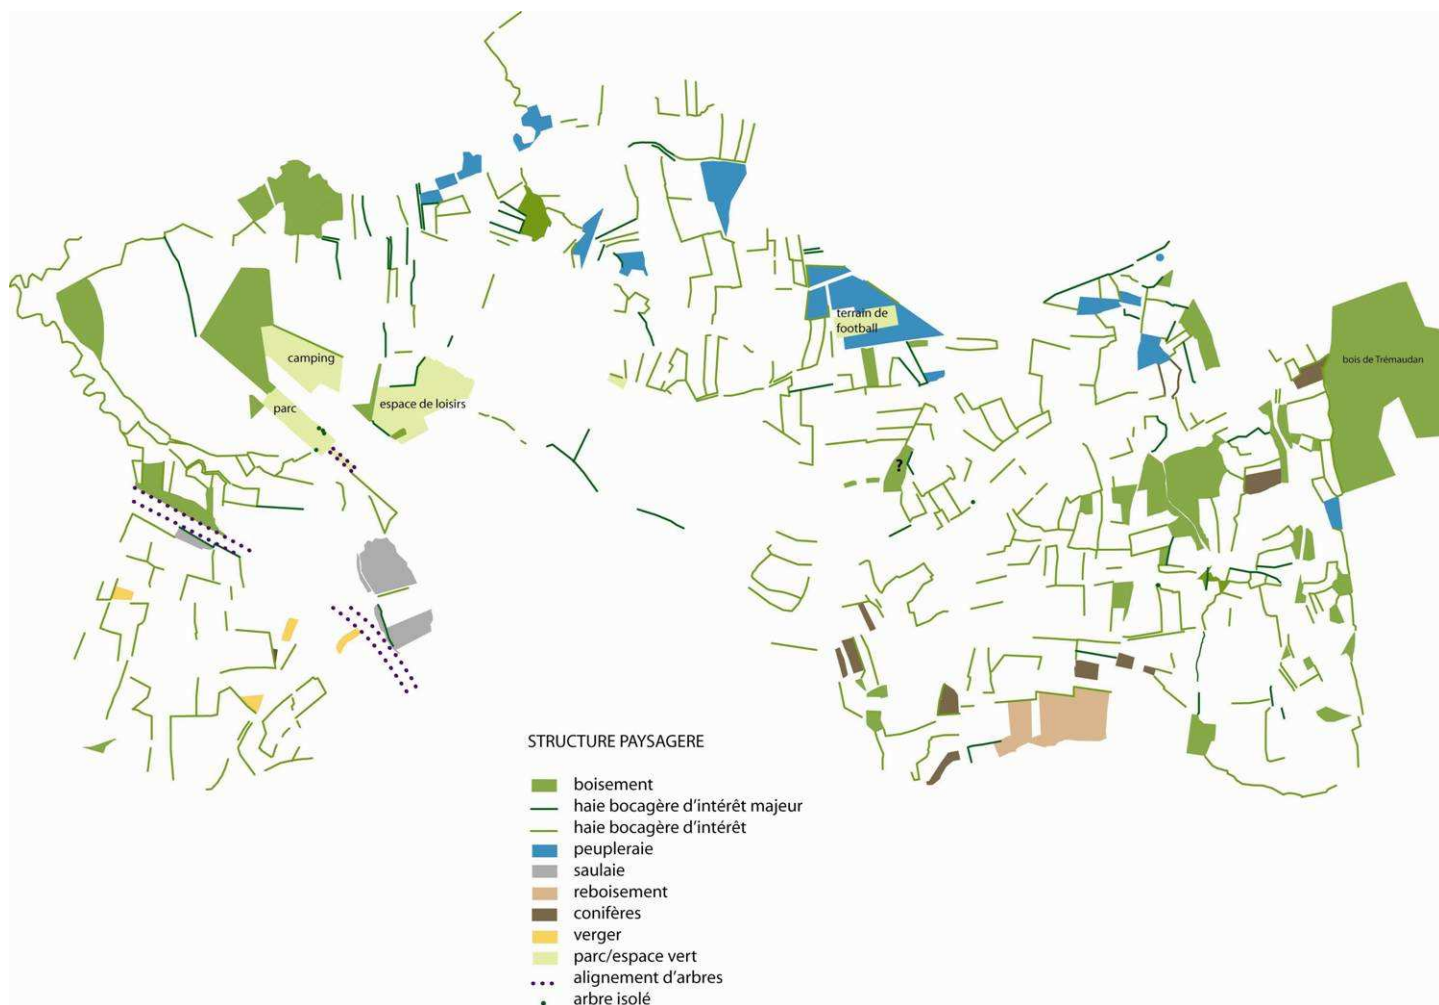 terrain de
football
camping
bois de Trémaudan
parc
espace de loisirs
?
STRUCTURE PAYSAGERE
boisement
haie bocagère d'intérêt majeur
haie bocagère d'intérêt
peupleraie
saulaie
reboisement
conifères
verger
parc/espace vert
alignement d'arbres
arbre isolé